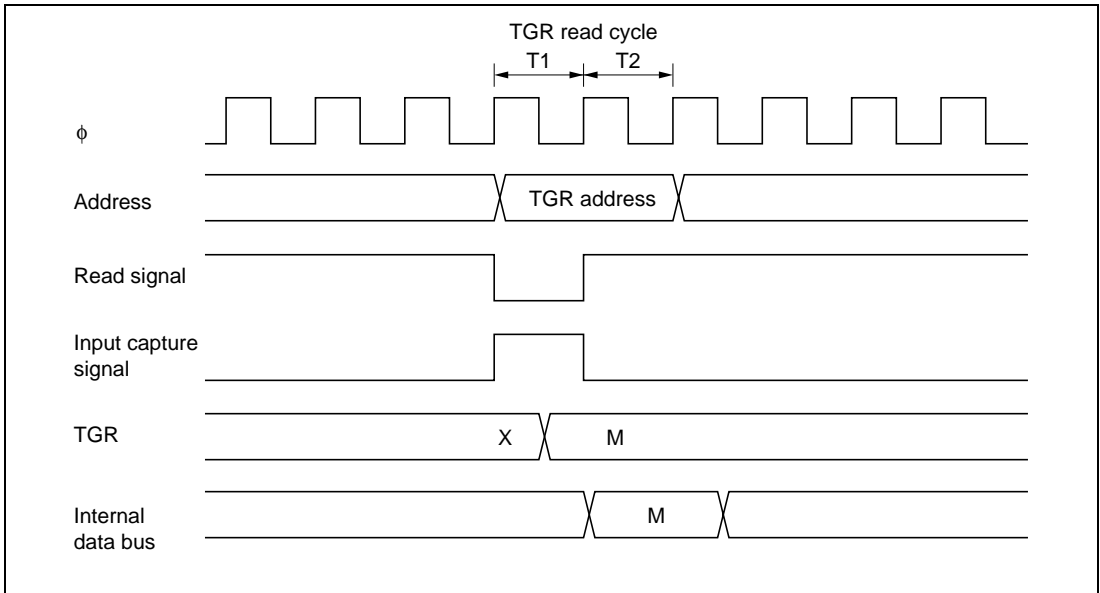 TGR read cycle
T1 T2
ϕ
Address
TGR address
Read signal
Input capture
signal
TGR
X M
Internal
data bus
M